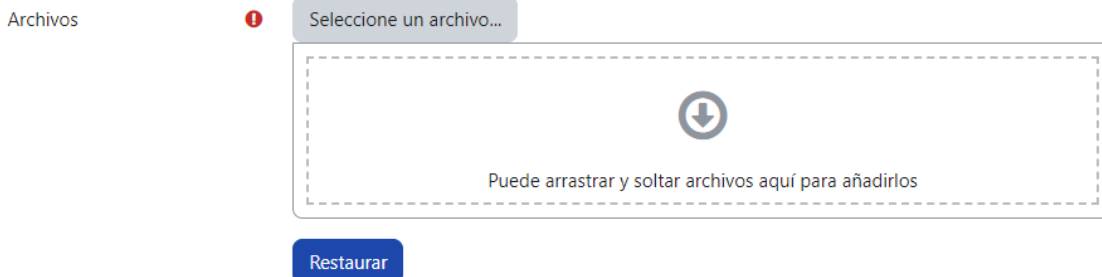 Archivos
Seleccione un archivo...
Puede arrastrar y soltar archivos aquí para añadirlos
Restaurar